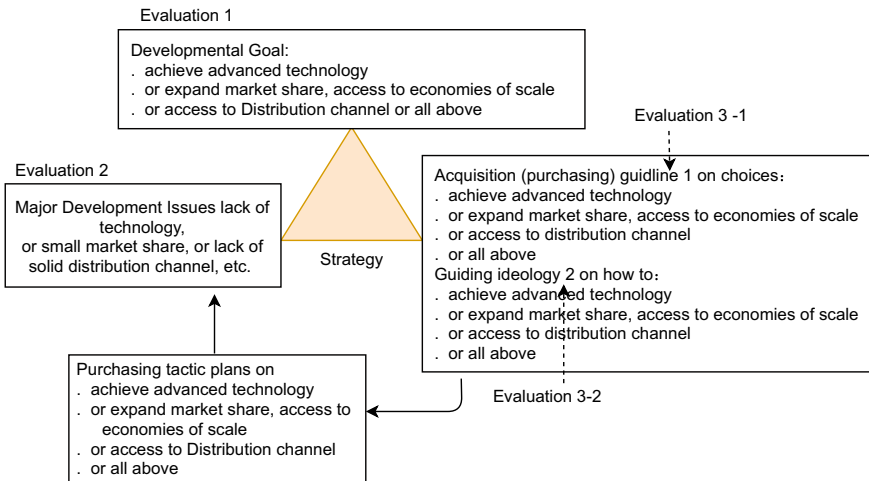 Evaluation 1
Developmental Goal:
. achieve advanced technology
. or expand market share, access to economies of scale
. or access to Distribution channel or all above
Evaluation 3 -1
Evaluation 2
Major Development Issues lack of
technology,
or small market share, or lack of
solid distribution channel, etc.
Strategy
Acquisition (purchasing) guidline 1 on choices:
. achieve advanced technology
. or expand market share, access to economies of scale
. or access to distribution channel
. or all above
Guiding ideology 2 on how to:
. achieve advanced technology
. or expand market share, access to economies of scale
. or access to distribution channel
. or all above
Evaluation 3-2
Purchasing tactic plans on
. achieve advanced technology
. or expand market share, access to
economies of scale
. or access to Distribution channel
. or all above